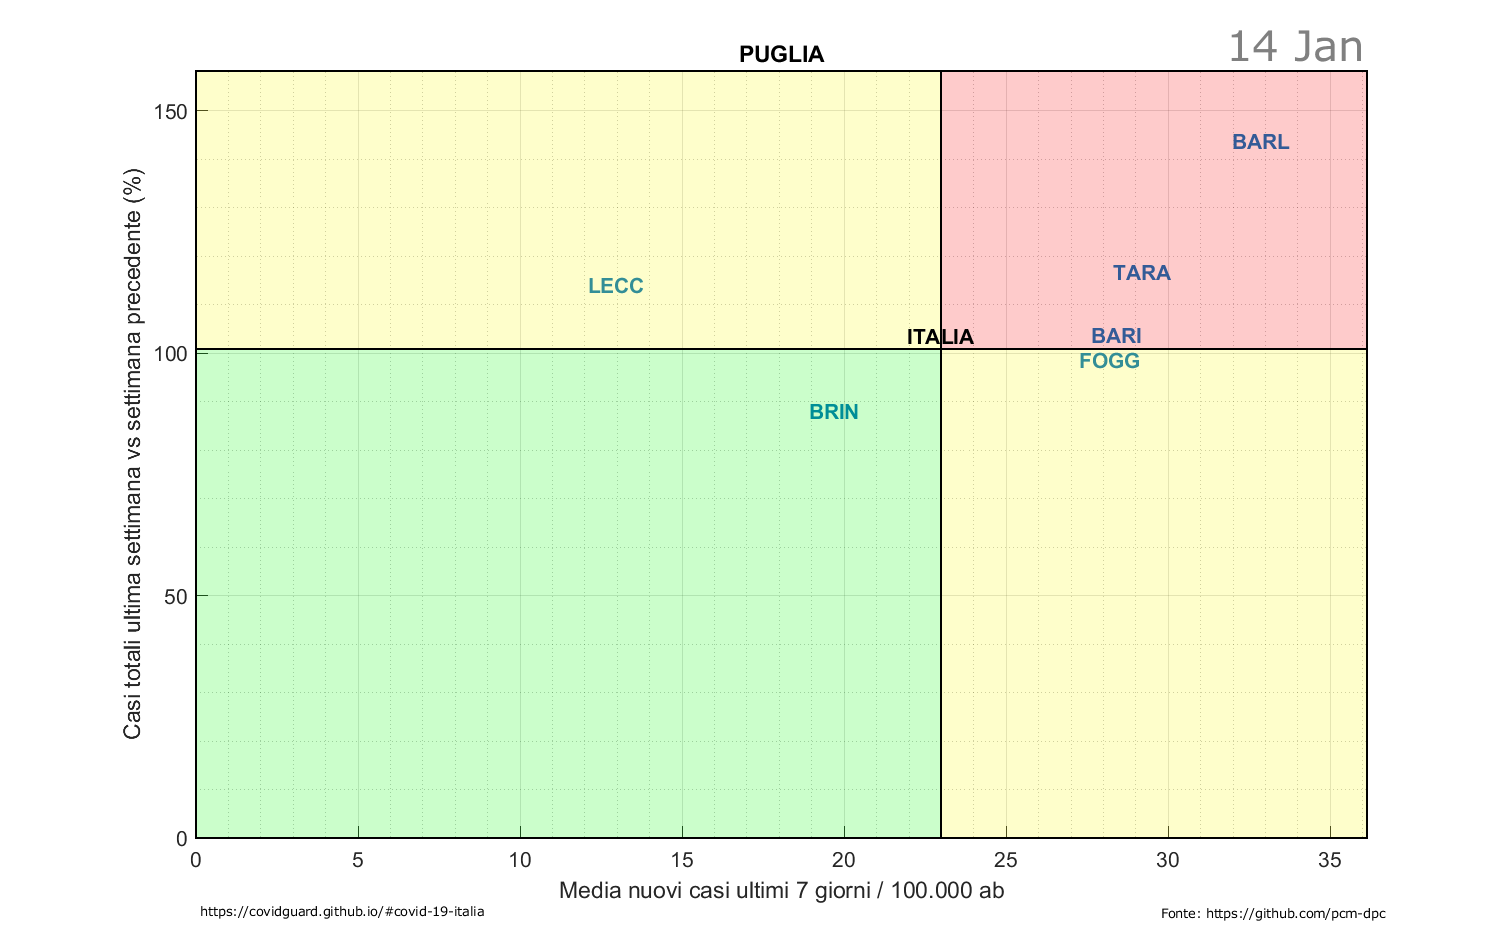 PUGLIA
14 Jan
Casi totali ultima settimana vs settimana precedente (%)
150
100
50
0
BARL
TARA
LECC
ITALIA
BARI
FOGG
BRIN
0 5 10 15 20 25 30 35
Media nuovi casi ultimi 7 giorni / 100.000 ab
https://covidguard.github.io/#covid-19-italia
Fonte: https://github.com/pcm-dpc